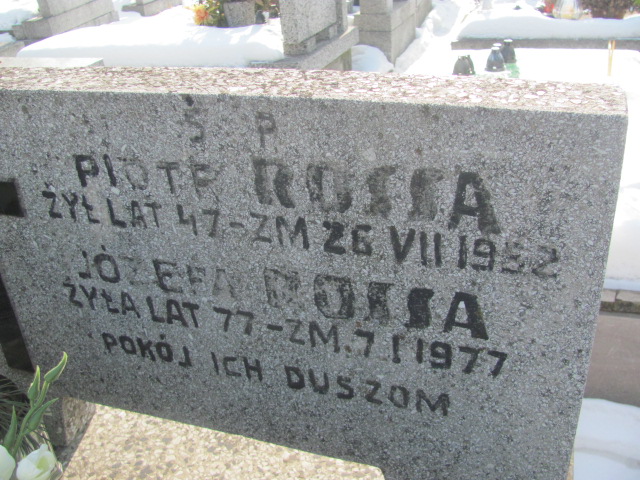 Ś P
PIOTR ROSSA
ŻYŁ LAT 47 - ZM 26 VII 1952
JÓZEFA ROSSA
ŻYŁA LAT 77 - ZM. 7 I 1977
POKÓJ ICH DUSZOM